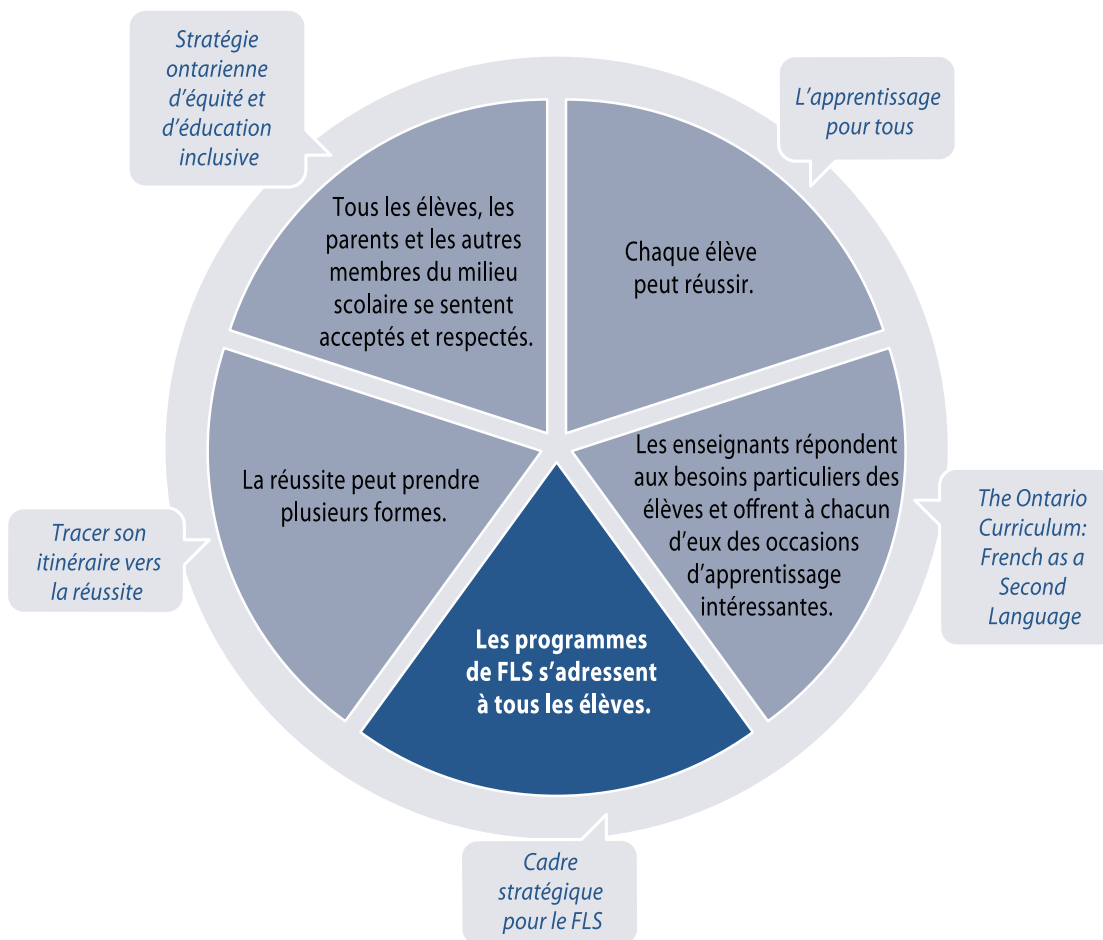 Stratégie
ontarienne
d'équité et
d'éducation
inclusive
L'apprentissage
pour tous
Tous les élèves, les
parents et les autres
membres du milieu
scolaire se sentent
acceptés et respectés.
Chaque élève
peut réussir.
La réussite peut prendre
plusieurs formes.
Les enseignants répondent
aux besoins particuliers des
élèves et offrent à chacun
d'eux des occasions
d'apprentissage
intéressantes.
Tracer son
itinéraire vers
la réussite
The Ontario
Curriculum:
French as a
Second
Language
Les programmes
de FLS s'adressent
à tous les élèves.
Cadre
stratégique
pour le FLS